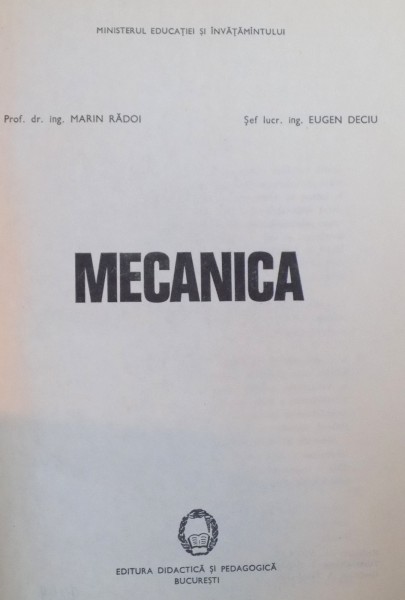 MINISTERUL EDUCAȚIEI ȘI ÎNVĂȚĂMÎNTULUI
Prof. dr. ing. MARIN RĂDOI
Șef lucr. ing. EUGEN DECIU
MECANICA
EDITURA DIDACTICĂ ȘI PEDAGOGICĂ
BUCUREȘTI